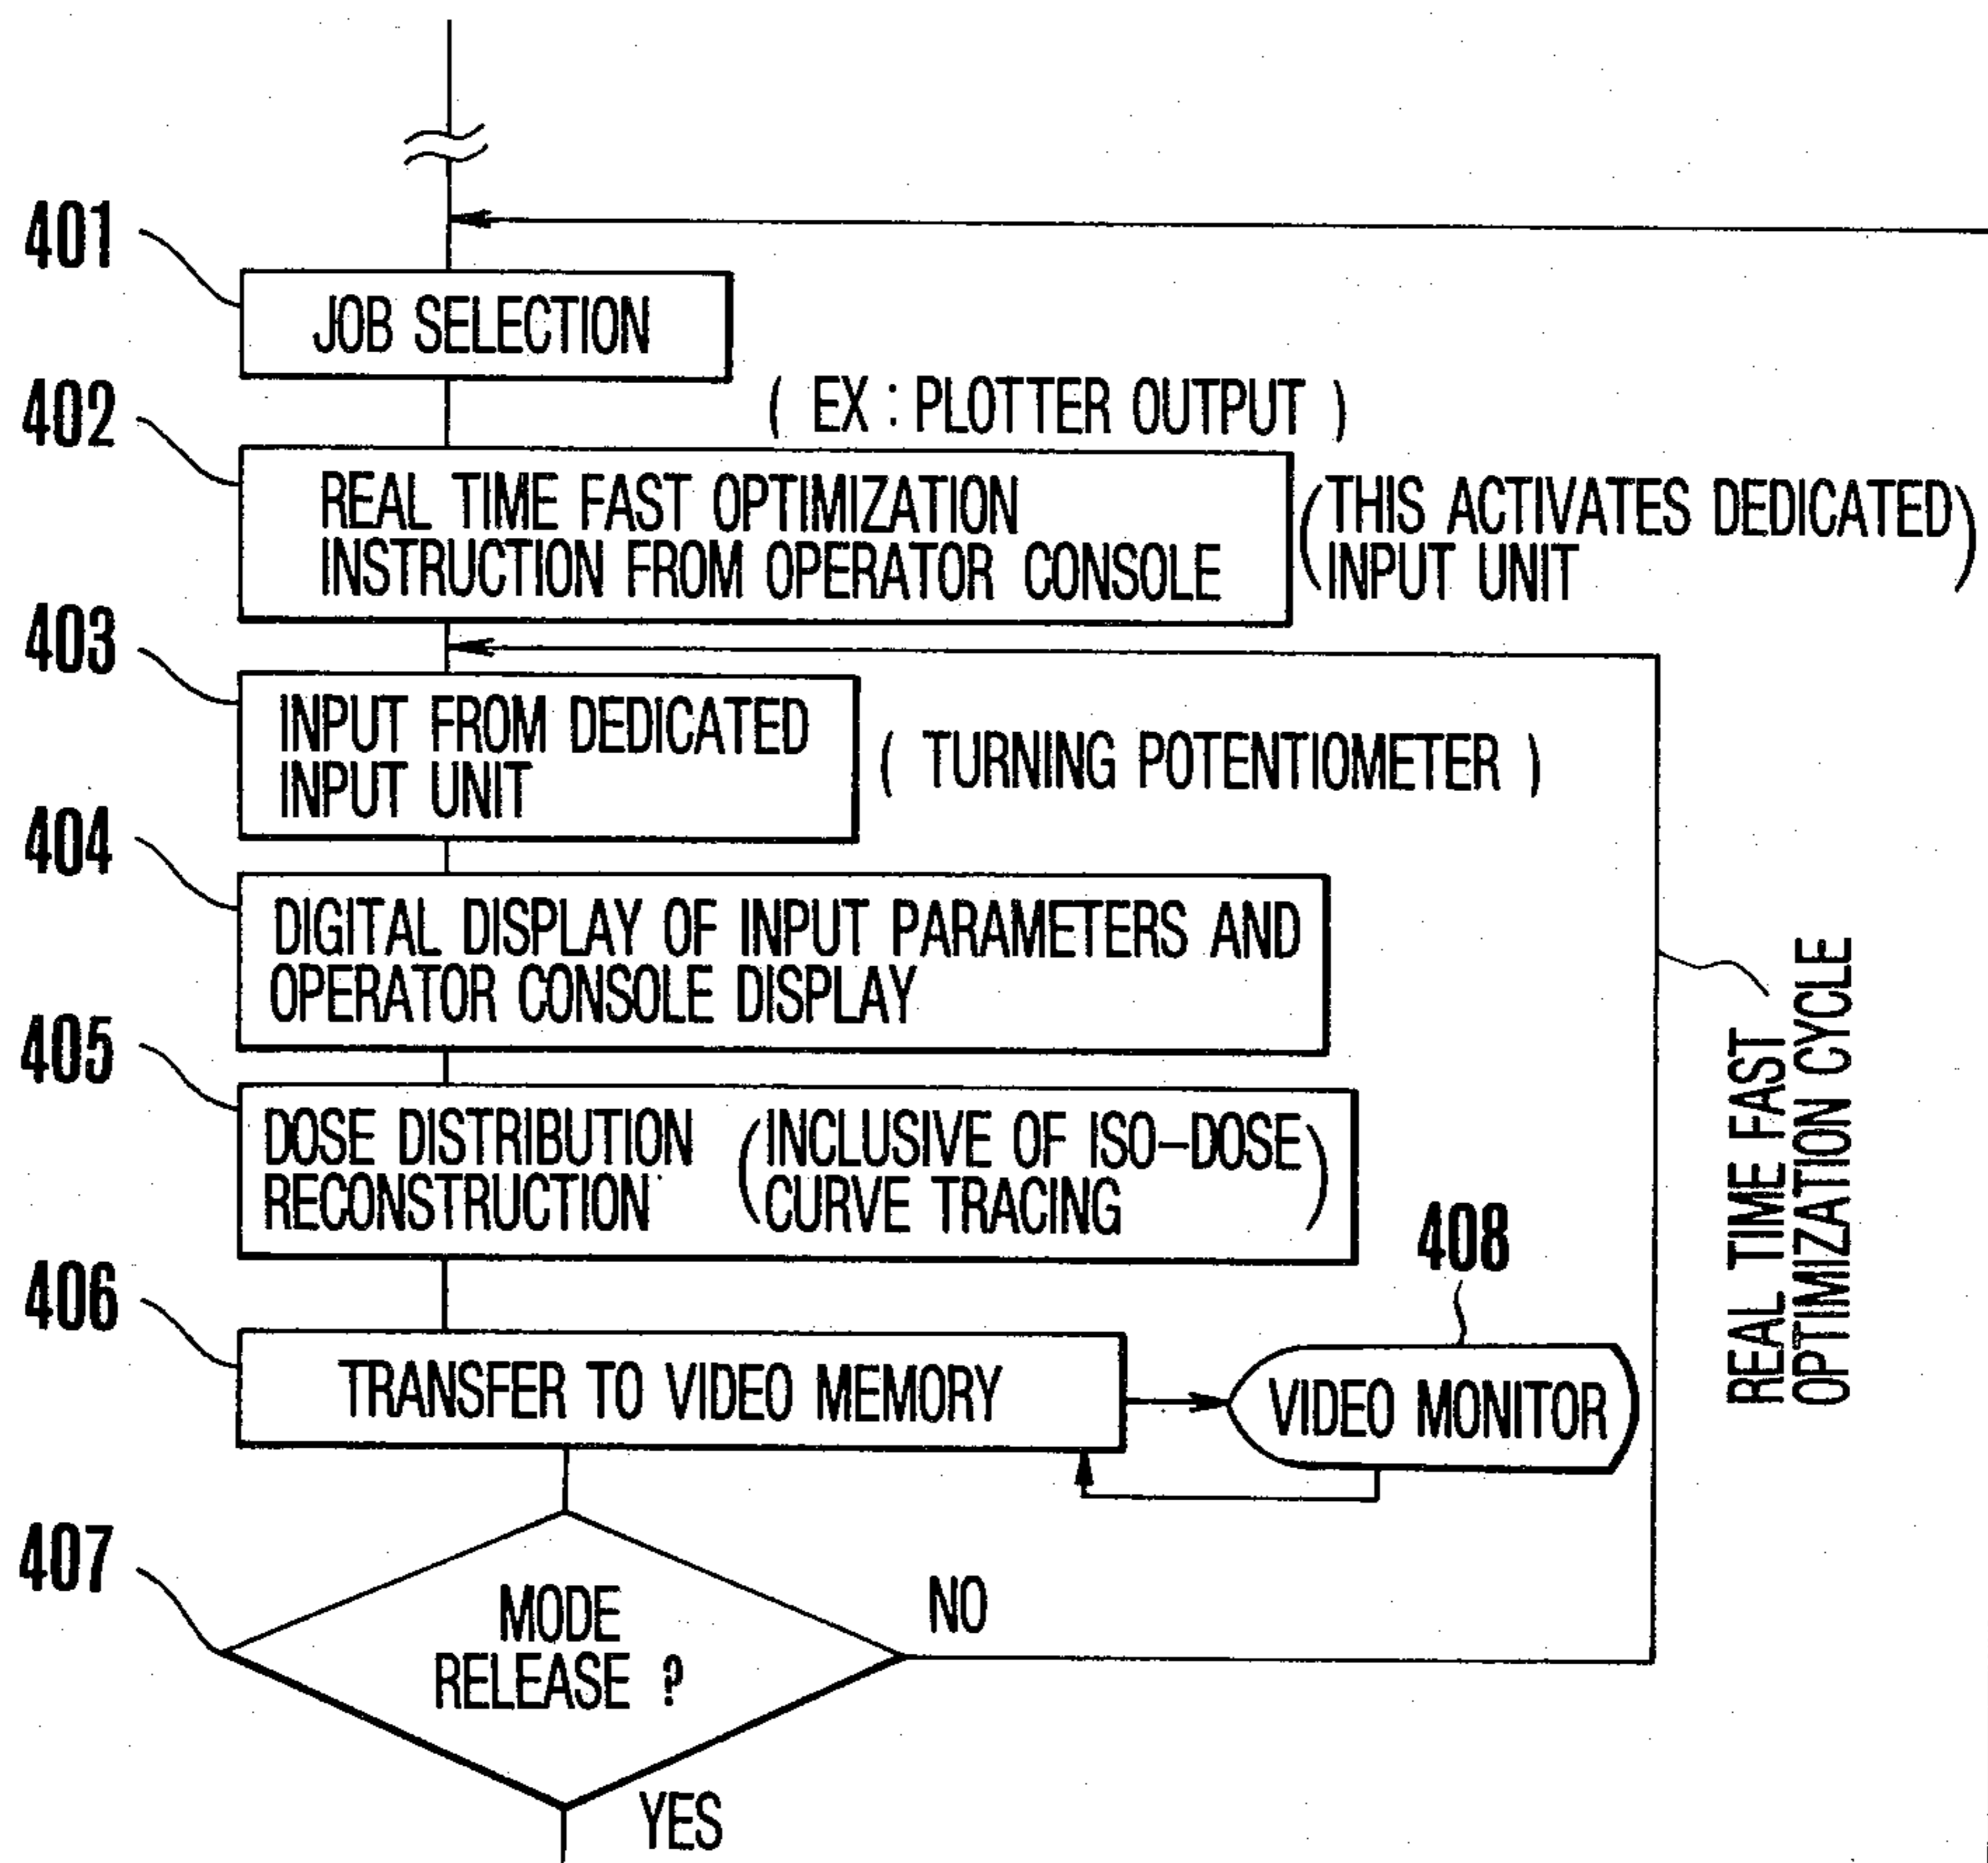 401
JOB SELECTION
( EX : PLOTTER OUTPUT )
402
REAL TIME FAST OPTIMIZATION
INSTRUCTION FROM OPERATOR CONSOLE
(THIS ACTIVATES DEDICATED
INPUT UNIT)
403
INPUT FROM DEDICATED
INPUT UNIT
( TURNING POTENTIOMETER )
404
DIGITAL DISPLAY OF INPUT PARAMETERS AND
OPERATOR CONSOLE DISPLAY
405
DOSE DISTRIBUTION
RECONSTRUCTION
(INCLUSIVE OF ISO-DOSE
CURVE TRACING)
REAL TIME FAST
OPTIMIZATION CYCLE
406
TRANSFER TO VIDEO MEMORY
408
VIDEO MONITOR
407
MODE
RELEASE ?
NO
YES